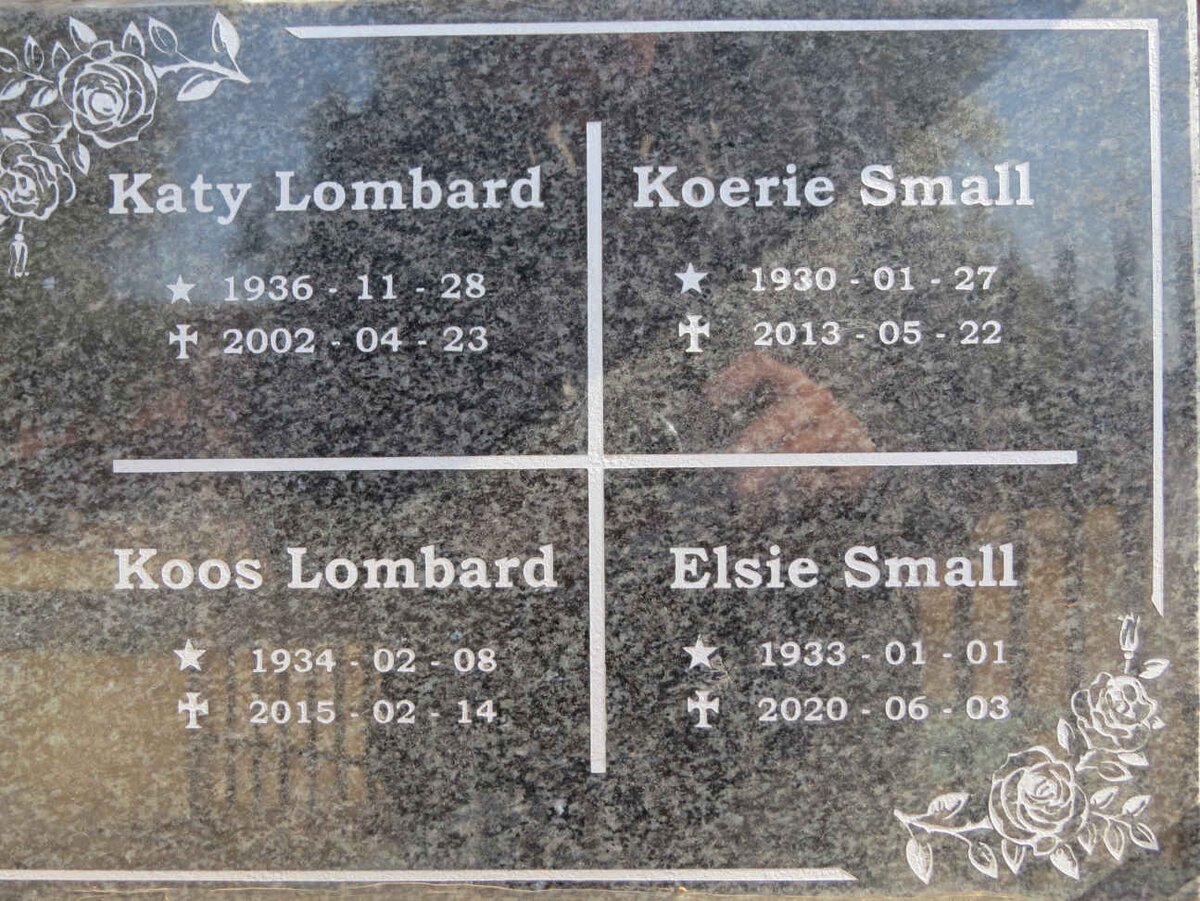 Katy Lombard
★ 1936 - 11 - 28
✠ 2002 - 04 - 23
Koerie Small
★ 1930 - 01 - 27
✠ 2013 - 05 - 22
Koos Lombard
★ 1934 - 02 - 08
✠ 2015 - 02 - 14
Elsie Small
★ 1933 - 01 - 01
✠ 2020 - 06 - 03